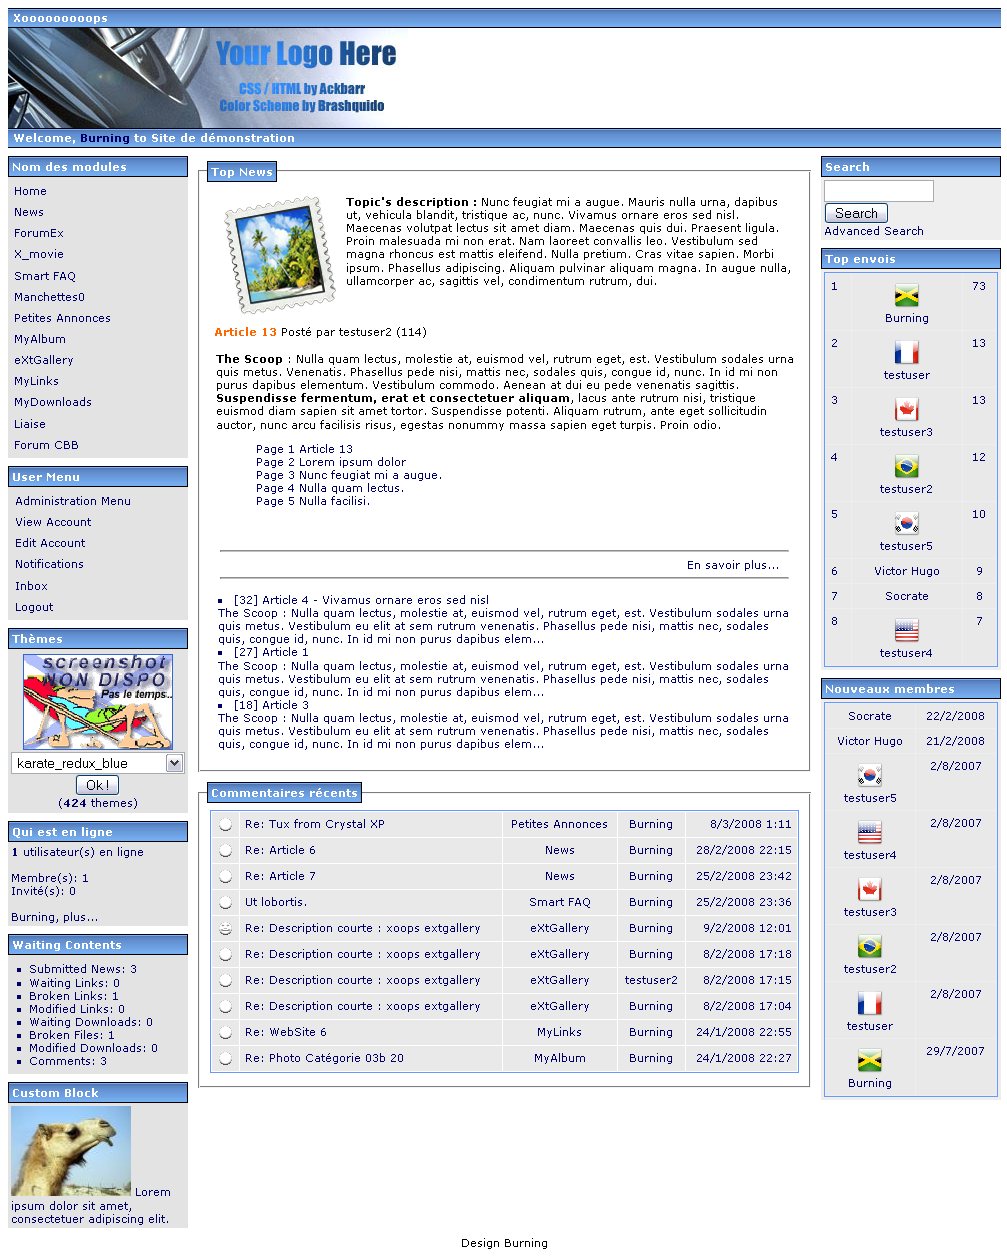 Xoooooooooops
Your Logo Here
CSS / HTML by Ackbarr
Color Scheme by Brashquido
Welcome, Burning to Site de démonstration
Nom des modules
Home
News
ForumEx
X_movie
Smart FAQ
Manchettes0
Petites Annonces
MyAlbum
eXtGallery
MyLinks
MyDownloads
Liaise
Forum CBB
User Menu
Administration Menu
View Account
Edit Account
Notifications
Inbox
Logout
Thèmes
screenshot
NON DISPO
Pas le temps..
karate_redux_blue
Ok !
(424 themes)
Qui est en ligne
1 utilisateur(s) en ligne
Membre(s): 1
Invité(s): 0
Burning, plus...
Waiting Contents
Submitted News: 3
Waiting Links: 0
Broken Links: 1
Modified Links: 0
Waiting Downloads: 0
Broken Files: 1
Modified Downloads: 0
Comments: 3
Custom Block
Lorem
ipsum dolor sit amet,
consectetuer adipiscing elit.
Top News
Topic's description : Nunc feugiat mi a augue. Mauris nulla urna, dapibus
ut, vehicula blandit, tristique ac, nunc. Vivamus ornare eros sed nisl.
Maecenas volutpat lectus sit amet diam. Maecenas quis dui. Praesent ligula.
Proin malesuada mi non erat. Nam laoreet convallis leo. Vestibulum sed
magna rhoncus est mattis eleifend. Nulla pretium. Cras vitae sapien. Morbi
ipsum. Phasellus adipiscing. Aliquam pulvinar aliquam magna. In augue nulla,
ullamcorper ac, sagittis vel, condimentum rutrum, dui.
Article 13 Posté par testuser2 (114)
The Scoop : Nulla quam lectus, molestie at, euismod vel, rutrum eget, est. Vestibulum sodales urna
quis metus. Venenatis. Phasellus pede nisi, mattis nec, sodales quis, congue id, nunc. In id mi non
purus dapibus elementum. Vestibulum commodo. Aenean at dui eu pede venenatis sagittis.
Suspendisse fermentum, erat et consectetuer aliquam, lacus ante rutrum nisi, tristique
euismod diam sapien sit amet tortor. Suspendisse potenti. Aliquam rutrum, ante eget sollicitudin
auctor, nunc arcu facilisis risus, egestas nonummy massa sapien eget turpis. Proin odio.
Page 1 Article 13
Page 2 Lorem ipsum dolor
Page 3 Nunc feugiat mi a augue.
Page 4 Nulla quam lectus.
Page 5 Nulla facilisi.
En savoir plus...
[32] Article 4 - Vivamus ornare eros sed nisl
The Scoop : Nulla quam lectus, molestie at, euismod vel, rutrum eget, est. Vestibulum sodales urna
quis metus. Vestibulum eu elit at sem rutrum venenatis. Phasellus pede nisi, mattis nec, sodales
quis, congue id, nunc. In id mi non purus dapibus elem...
[27] Article 1
The Scoop : Nulla quam lectus, molestie at, euismod vel, rutrum eget, est. Vestibulum sodales urna
quis metus. Vestibulum eu elit at sem rutrum venenatis. Phasellus pede nisi, mattis nec, sodales
quis, congue id, nunc. In id mi non purus dapibus elem...
[18] Article 3
The Scoop : Nulla quam lectus, molestie at, euismod vel, rutrum eget, est. Vestibulum sodales urna
quis metus. Vestibulum eu elit at sem rutrum venenatis. Phasellus pede nisi, mattis nec, sodales
quis, congue id, nunc. In id mi non purus dapibus elem...
Commentaires récents
Re: Tux from Crystal XP Petites Annonces Burning 8/3/2008 1:11
Re: Article 6 News Burning 28/2/2008 22:15
Re: Article 7 News Burning 25/2/2008 23:42
Ut lobortis. Smart FAQ Burning 25/2/2008 23:36
Re: Description courte : xoops extgallery eXtGallery Burning 9/2/2008 12:01
Re: Description courte : xoops extgallery eXtGallery Burning 8/2/2008 17:18
Re: Description courte : xoops extgallery eXtGallery testuser2 8/2/2008 17:15
Re: Description courte : xoops extgallery eXtGallery Burning 8/2/2008 17:04
Re: WebSite 6 MyLinks Burning 24/1/2008 22:55
Re: Photo Catégorie 03b 20 MyAlbum Burning 24/1/2008 22:27
Search
Search
Advanced Search
Top envois
1 Burning 73
2 testuser 13
3 testuser3 13
4 testuser2 12
5 testuser5 10
6 Victor Hugo 9
7 Socrate 8
8 testuser4 7
Nouveaux membres
Socrate 22/2/2008
Victor Hugo 21/2/2008
testuser5 2/8/2007
testuser4 2/8/2007
testuser3 2/8/2007
testuser2 2/8/2007
testuser 2/8/2007
Burning 29/7/2007
Design Burning